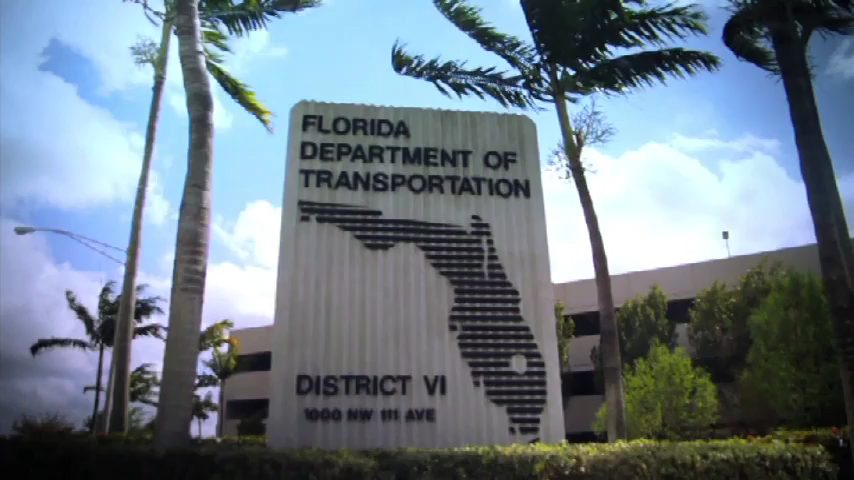 FLORIDA
DEPARTMENT OF
TRANSPORTATION
DISTRICT VI
1000 NW 111 AVE